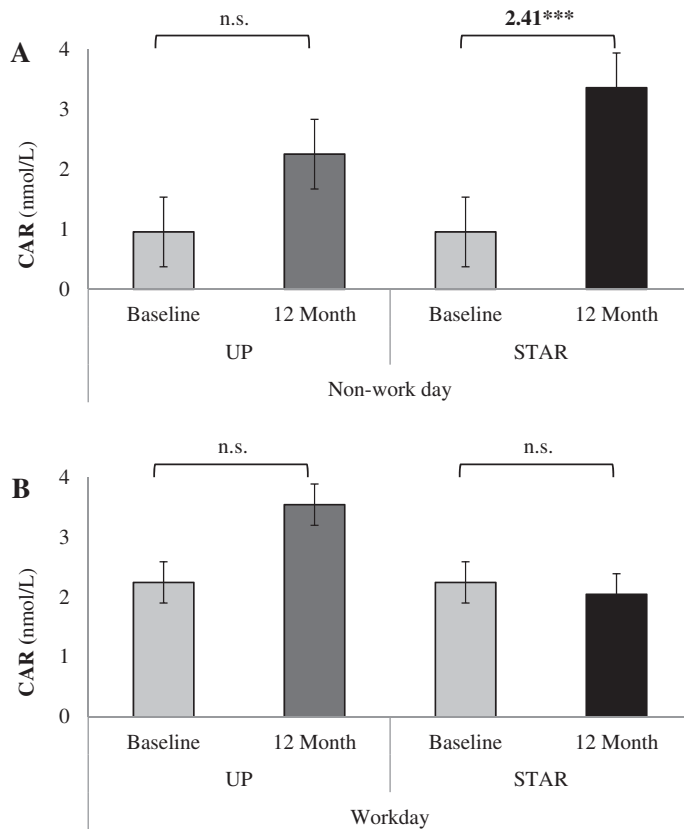 n.s.
2.41***
A
4
3
2
1
0
CAR (nmol/L)
Baseline 12 Month Baseline 12 Month
UP STAR
Non-work day
n.s. n.s.
B
4
3
2
1
0
CAR (nmol/L)
Baseline 12 Month Baseline 12 Month
UP STAR
Workday